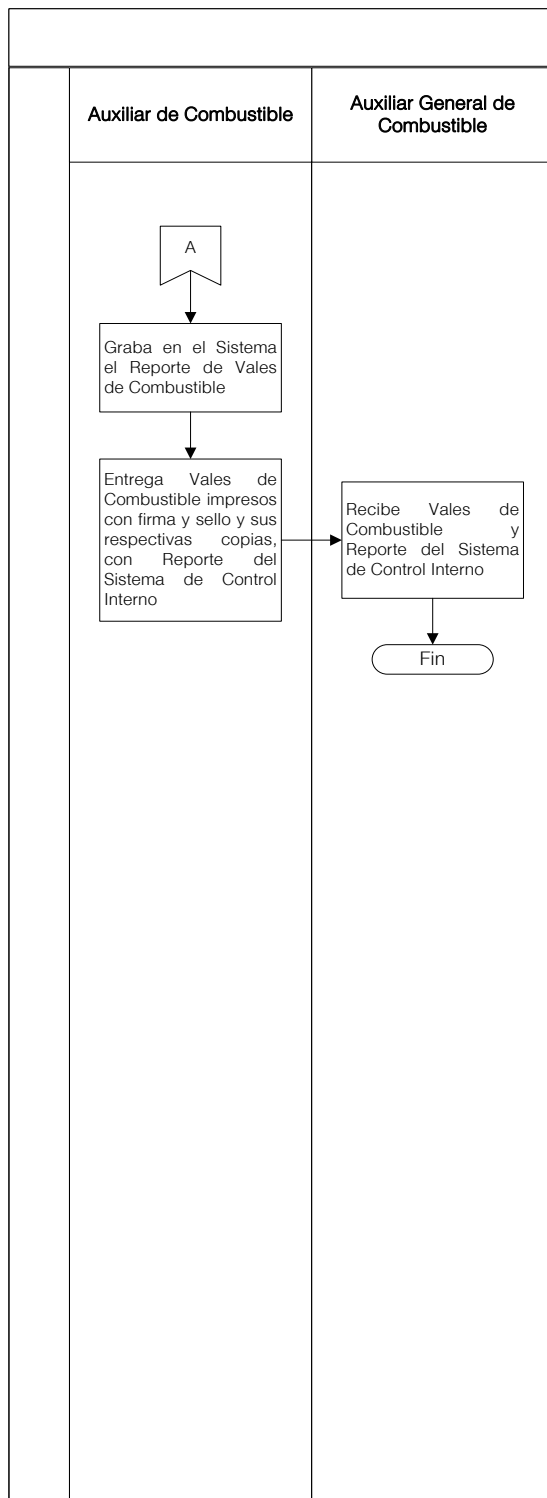 Auxiliar de Combustible
Auxiliar General de
Combustible
A
Graba en el Sistema
el Reporte de Vales
de Combustible
Entrega Vales de
Combustible impresos
con firma y sello y sus
respectivas copias,
con Reporte del
Sistema de Control
Interno
Recibe Vales de
Combustible y
Reporte del Sistema
de Control Interno
Fin